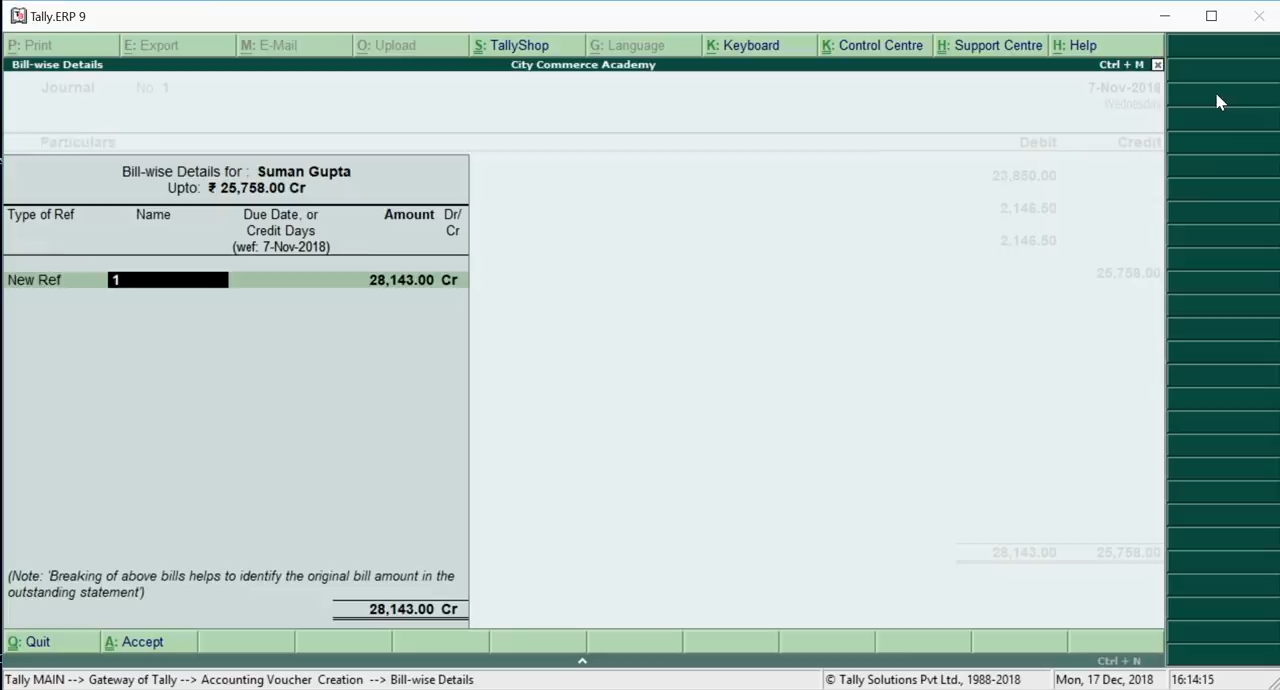 Tally.ERP 9
P: Print E: Export M: E-Mail O: Upload S: TallyShop G: Language K: Keyboard K: Control Centre H: Support Centre H: Help
Bill-wise Details City Commerce Academy Ctrl + M
Journal No. 1 7-Nov-2018
Wednesday
Particulars Debit Credit
Bill-wise Details for : Suman Gupta
Upto: ₹ 25,758.00 Cr
Type of Ref Name Due Date, or Amount Dr/
Credit Days Cr
(wef: 7-Nov-2018)
23,850.00
2,146.50
2,146.50
25,758.00
New Ref 1 28,143.00 Cr
28,143.00 25,758.00
(Note: 'Breaking of above bills helps to identify the original bill amount in the
outstanding statement')
28,143.00 Cr
Q: Quit A: Accept
Ctrl + N
Tally MAIN --> Gateway of Tally --> Accounting Voucher Creation --> Bill-wise Details © Tally Solutions Pvt Ltd., 1988-2018 Mon, 17 Dec, 2018 16:14:15